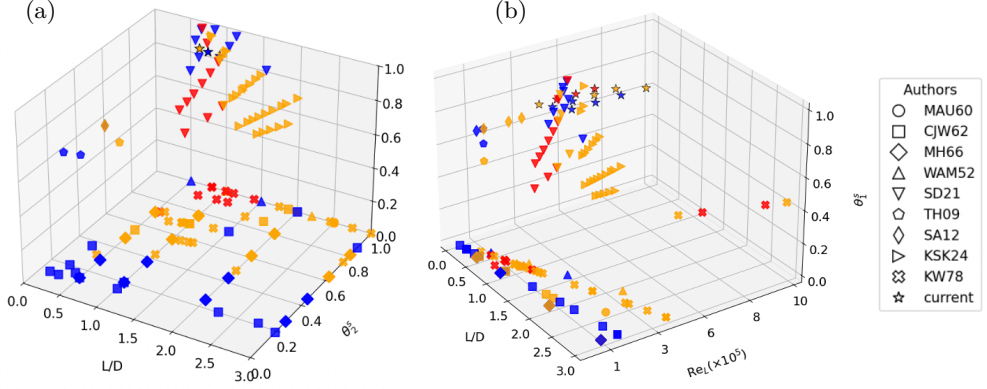 (a)
(b)
1.0
0.8
0.6
0.4
0.2
0.0
0.0
0.5
1.0
1.5
2.0
2.5
3.0
L/D
0.0
0.2
0.4
0.6
0.8
1.0
θ₂ˢ
1.0
0.8
0.6
0.4
0.2
0.0
θ₁ˢ
0.0
0.5
1.0
1.5
2.0
2.5
3.0
L/D
1
3
4
6
8
10
Re_L(×10⁵)
Authors
MAU60
CJW62
MH66
WAM52
SD21
TH09
SA12
KSK24
KW78
current